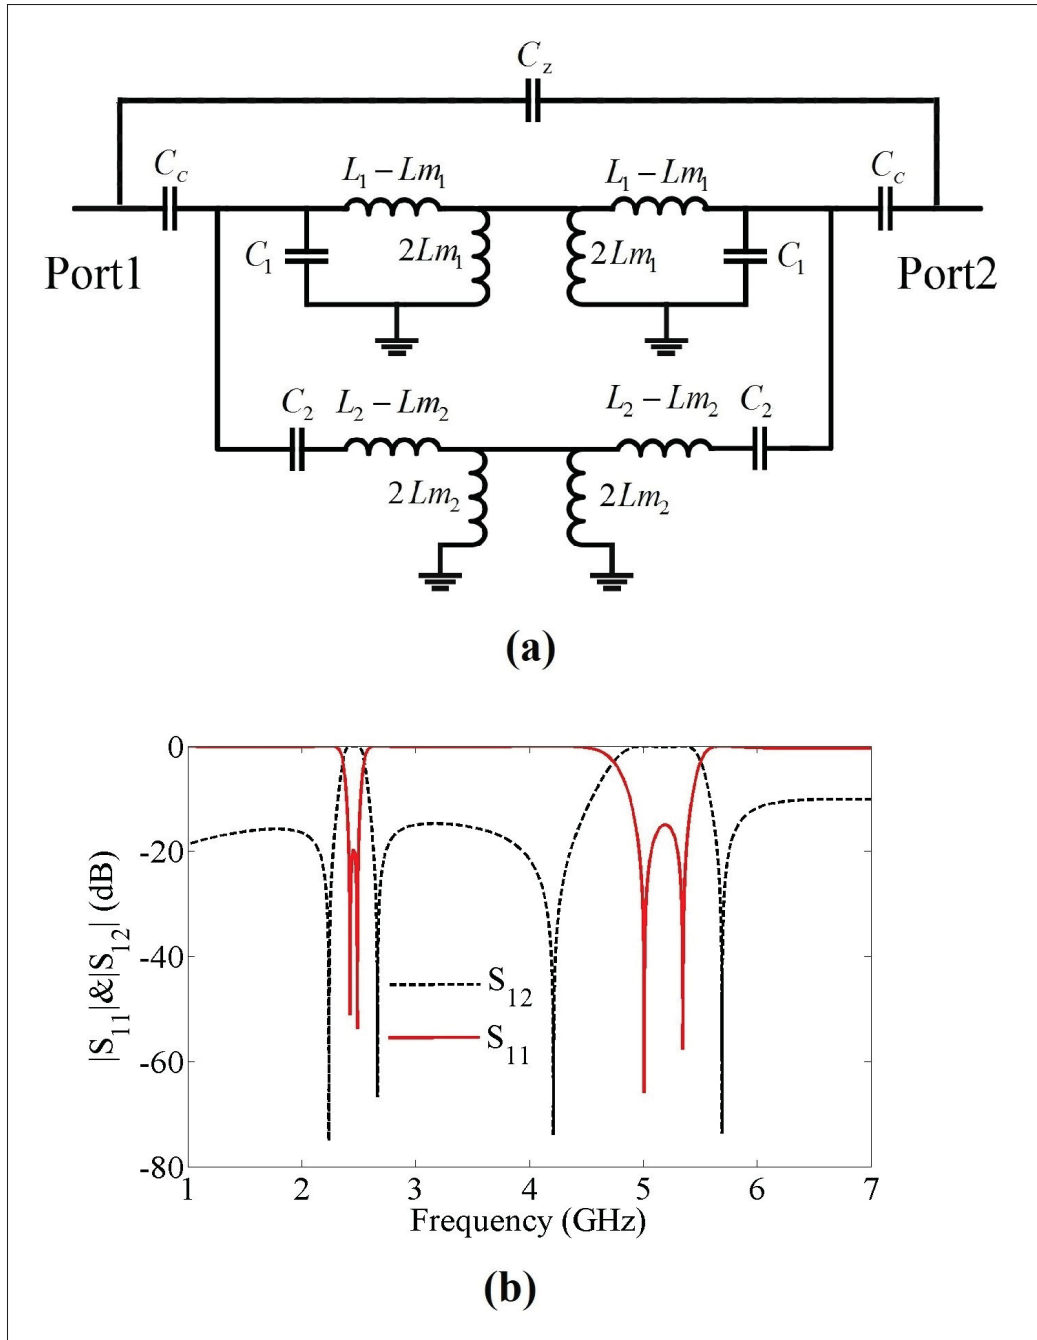 C_z
C_c
L_1 − Lm_1
L_1 − Lm_1
C_c
C_1
2Lm_1
2Lm_1
C_1
Port1
Port2
C_2
L_2 − Lm_2
L_2 − Lm_2
C_2
2Lm_2
2Lm_2
(a)
|S_11|&|S_12| (dB)
0
-20
-40
-60
-80
S_12
S_11
1 2 3 4 5 6 7
Frequency (GHz)
(b)